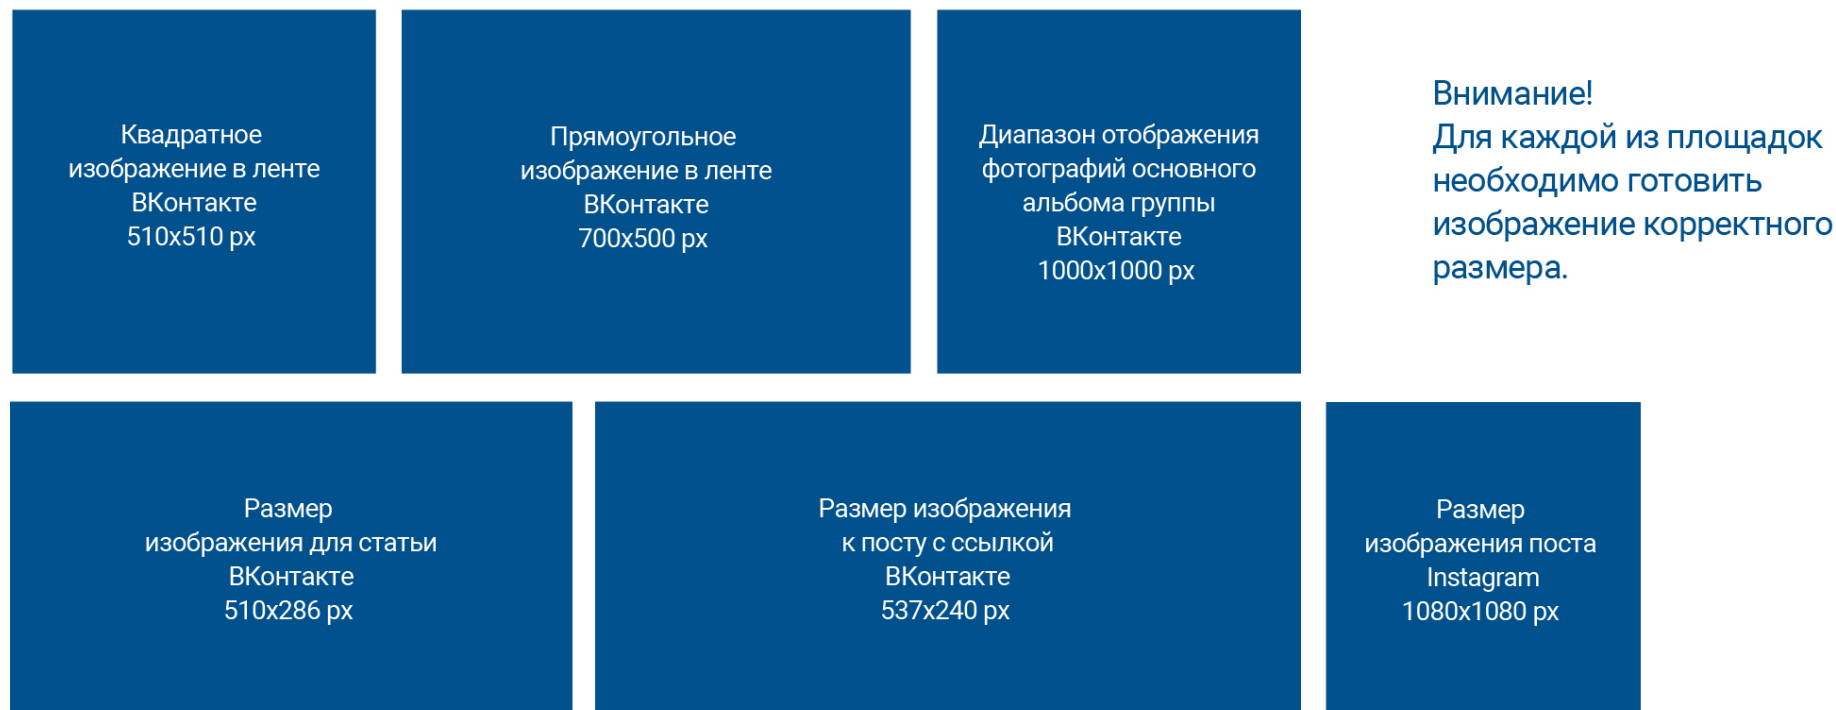 Квадратное
изображение в ленте
ВКонтакте
510x510 px
Прямоугольное
изображение в ленте
ВКонтакте
700x500 px
Диапазон отображения
фотографий основного
альбома группы
ВКонтакте
1000x1000 px
Внимание!
Для каждой из площадок
необходимо готовить
изображение корректного
размера.
Размер
изображения для статьи
ВКонтакте
510x286 px
Размер изображения
к посту с ссылкой
ВКонтакте
537x240 px
Размер
изображения поста
Instagram
1080x1080 px